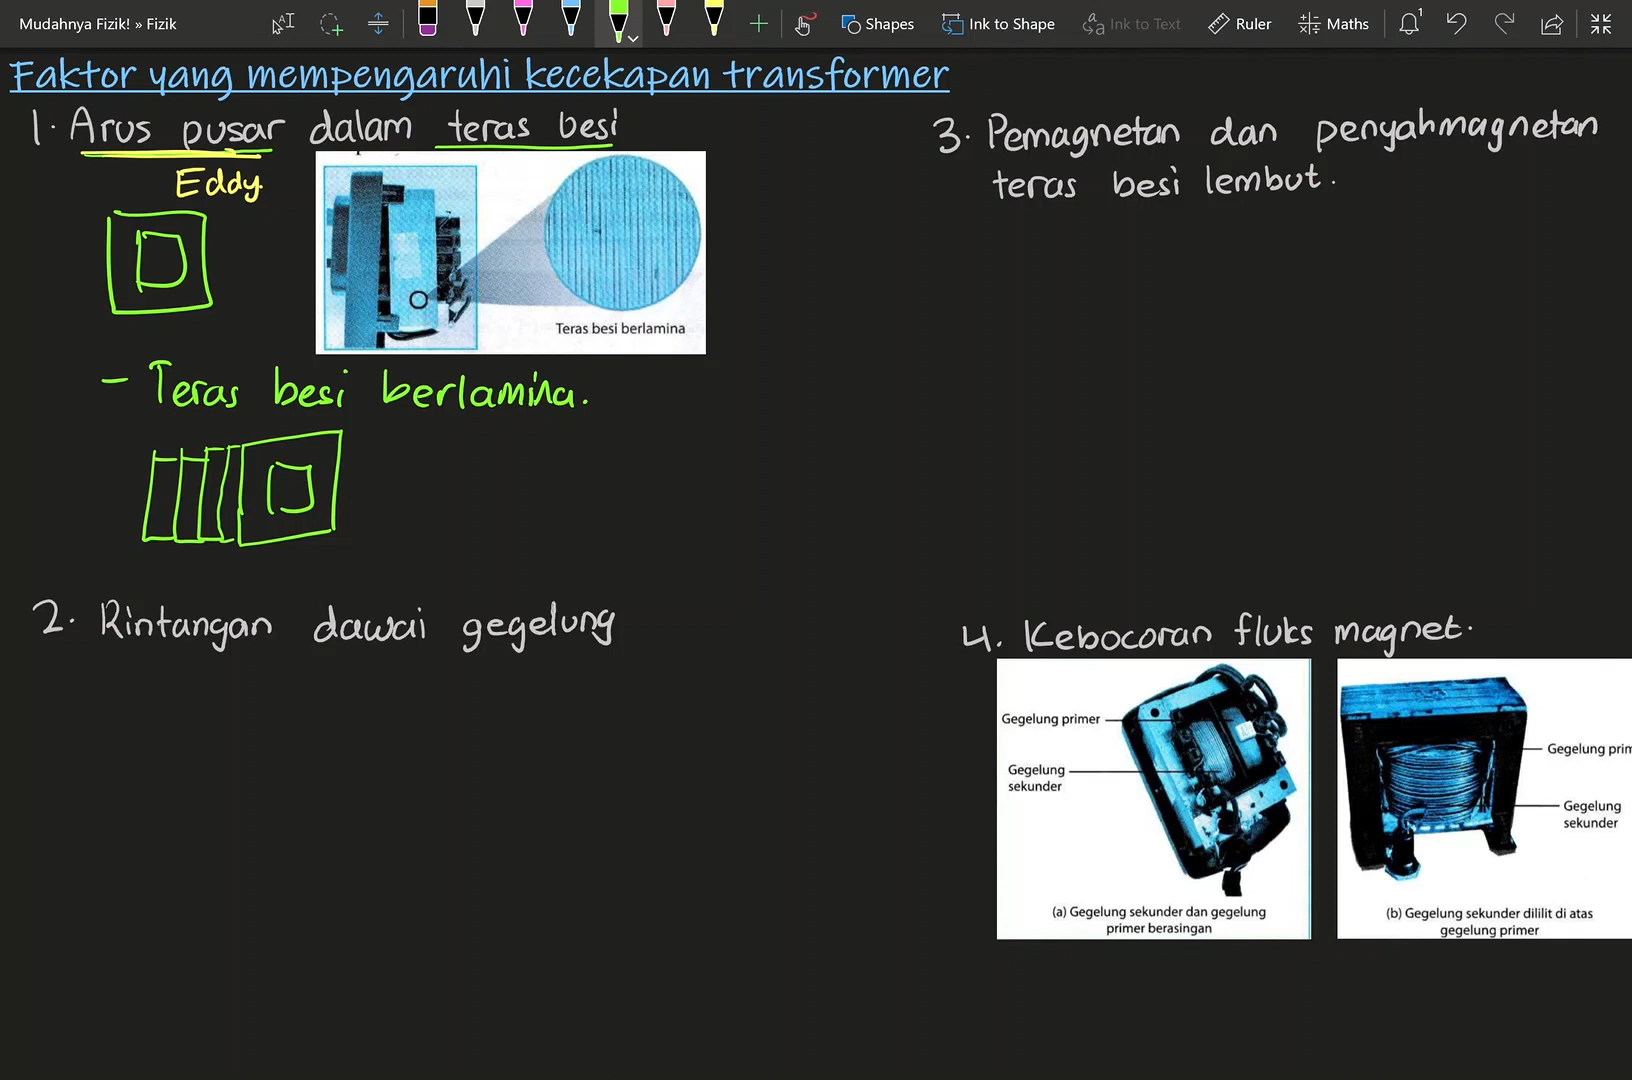 Mudahnya Fizik! » Fizik
Shapes
Ink to Shape
Ink to Text
Ruler
Maths
1
Faktor yang mempengaruhi kecekapan transformer
1. Arus pusar dalam teras besi
Eddy
Teras besi berlamina
- Teras besi berlamina.
2. Rintangan dawai gegelung
3. Pemagnetan dan penyahmagnetan
teras besi lembut.
4. Kebocoran fluks magnet.
Gegelung primer
Gegelung
sekunder
(a) Gegelung sekunder dan gegelung
primer berasingan
Gegelung prim
Gegelung
sekunder
(b) Gegelung sekunder dililit di atas
gegelung primer